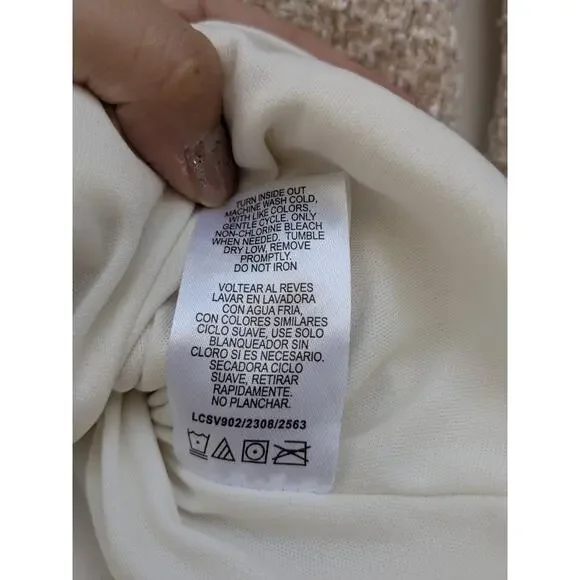 TURN INSIDE OUT
MACHINE WASH COLD,
WITH LIKE COLORS,
GENTLE CYCLE. ONLY
NON-CHLORINE BLEACH
WHEN NEEDED. TUMBLE
DRY LOW, REMOVE
PROMPTLY.
DO NOT IRON
VOLTEAR AL REVES
LAVAR EN LAVADORA
CON AGUA FRIA,
CON COLORES SIMILARES
CICLO SUAVE, USE SOLO
BLANQUEADOR SIN
CLORO SI ES NECESARIO.
SECADORA CICLO
SUAVE, RETIRAR
RAPIDAMENTE.
NO PLANCHAR.
LCSV902/2306/2563